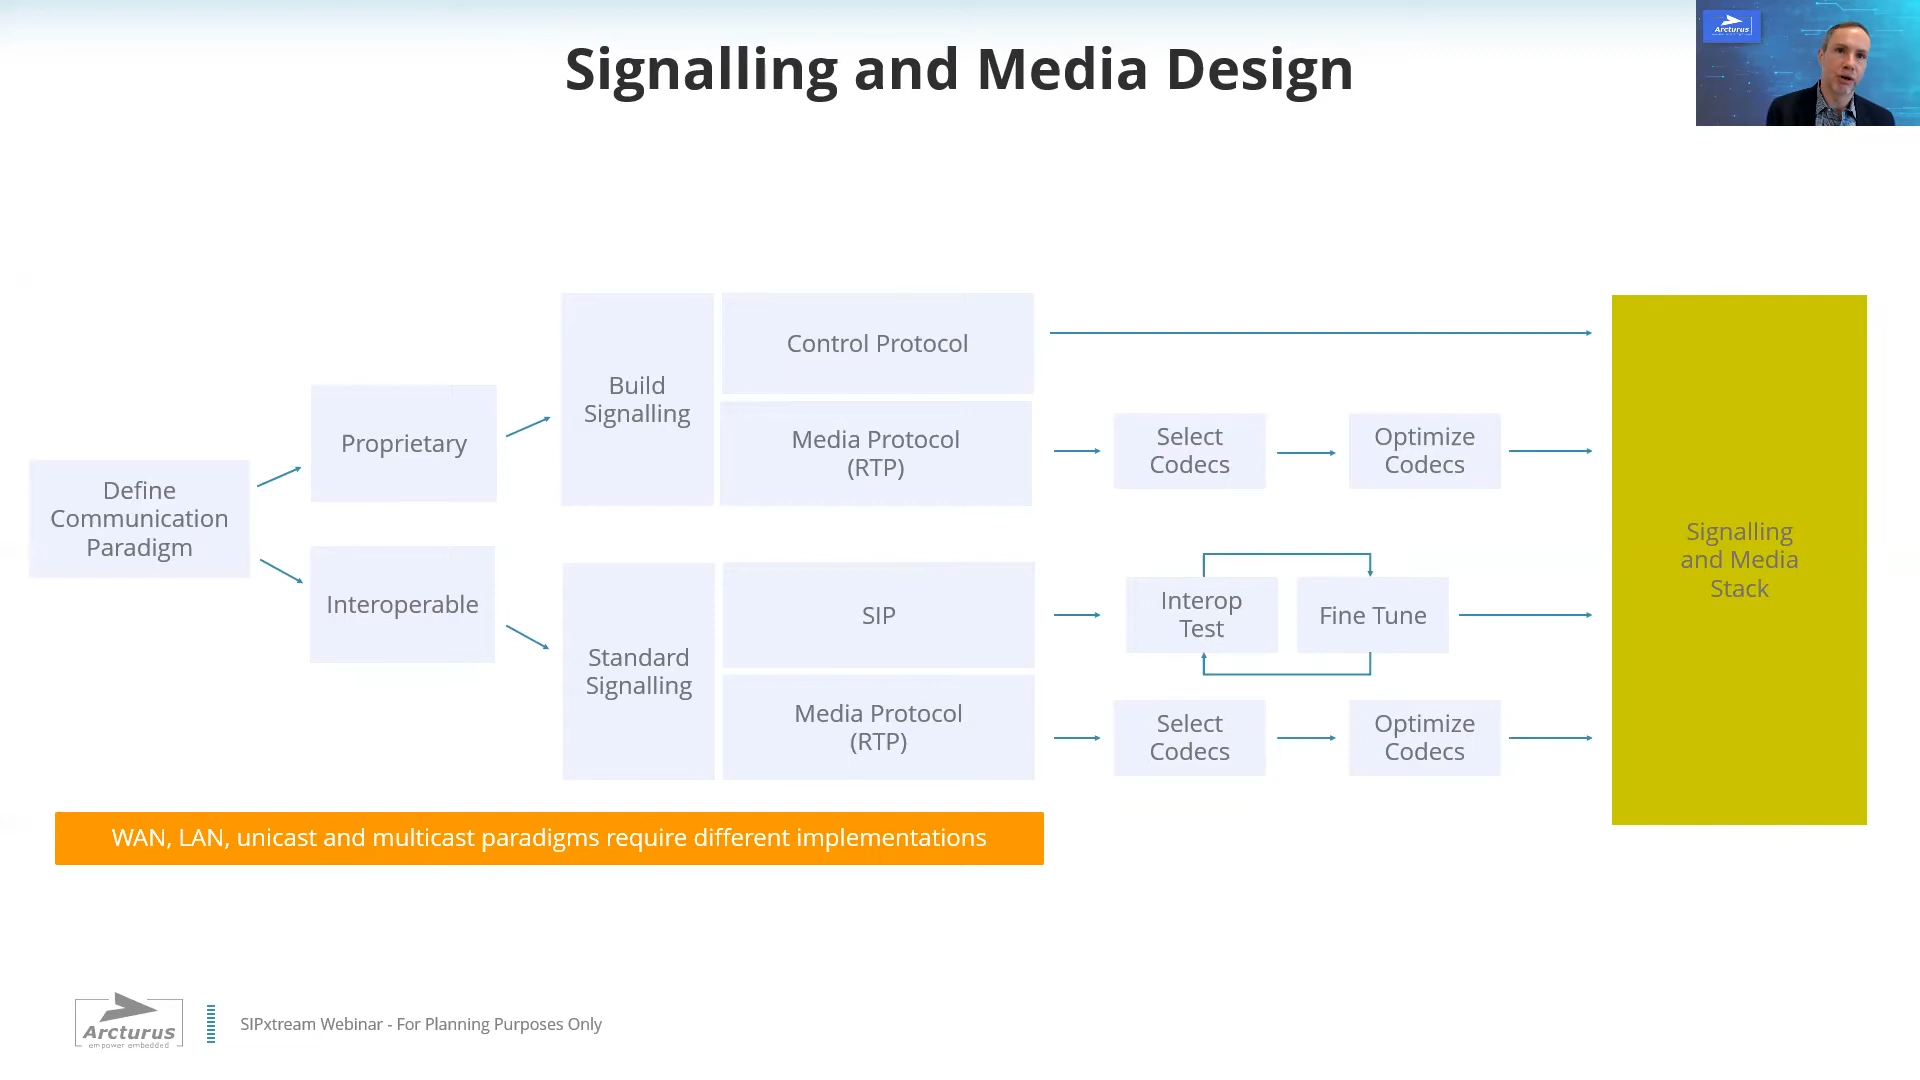 Signalling and Media Design
Arcturus
Define
Communication
Paradigm
Proprietary
Interoperable
Build
Signalling
Control Protocol
Media Protocol
(RTP)
Select
Codecs
Optimize
Codecs
Standard
Signalling
SIP
Media Protocol
(RTP)
Interop
Test
Fine Tune
Select
Codecs
Optimize
Codecs
Signalling
and Media
Stack
WAN, LAN, unicast and multicast paradigms require different implementations
Arcturus
empower embedded
SIPxtream Webinar - For Planning Purposes Only